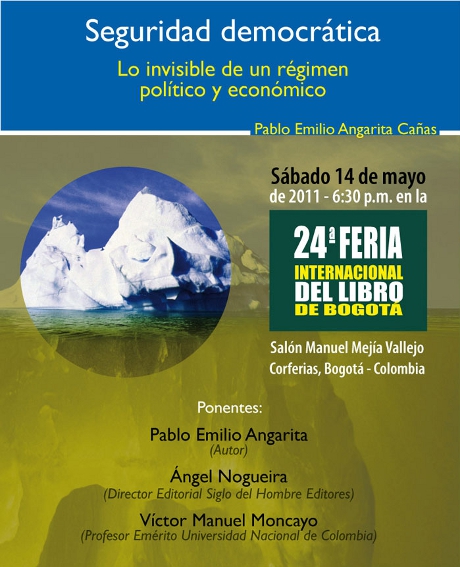 Seguridad democrática
Lo invisible de un régimen
político y económico
Pablo Emilio Angarita Cañas
Sábado 14 de mayo
de 2011 - 6:30 p.m. en la
24ª FERIA
INTERNACIONAL
DEL LIBRO
DE BOGOTÁ
Salón Manuel Mejía Vallejo
Corferias, Bogotá - Colombia
Ponentes:
Pablo Emilio Angarita
(Autor)
Ángel Nogueira
(Director Editorial Siglo del Hombre Editores)
Víctor Manuel Moncayo
(Profesor Emérito Universidad Nacional de Colombia)